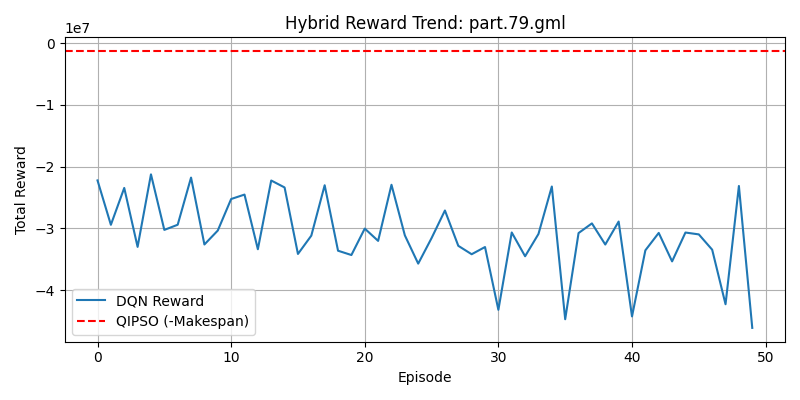 Hybrid Reward Trend: part.79.gml
1e7
0
−1
−2
−3
−4
Total Reward
DQN Reward
QIPSO (-Makespan)
0 10 20 30 40 50
Episode